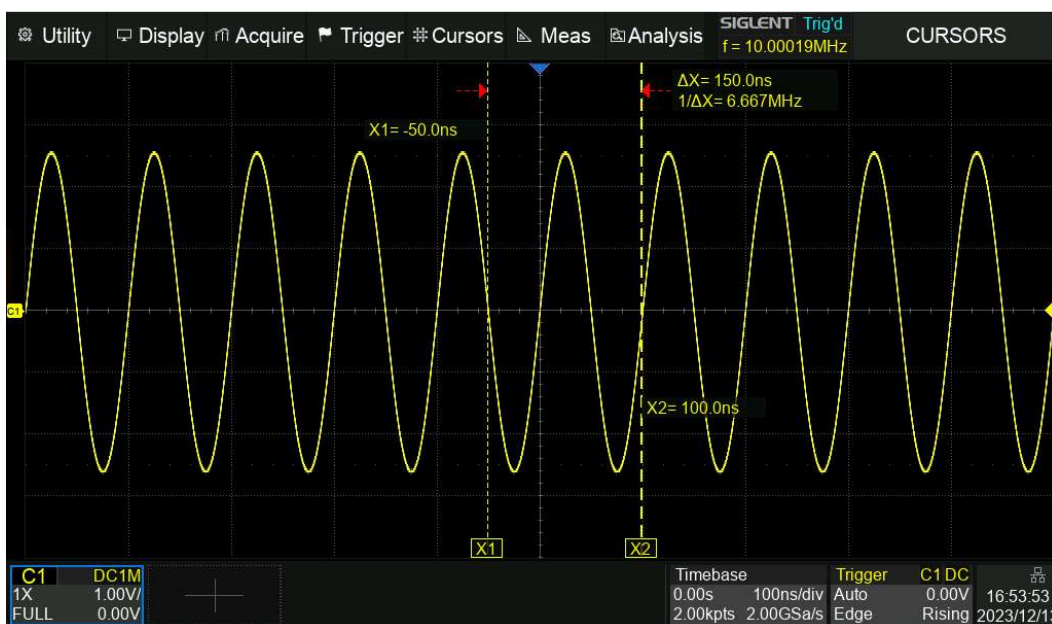 Utility Display Acquire Trigger Cursors Meas Analysis SIGLENT Trig'd CURSORS
f = 10.00019MHz
ΔX= 150.0ns
1/ΔX= 6.667MHz
X1= -50.0ns
C1
X2= 100.0ns
X1 X2
C1 DC1M Timebase Trigger C1 DC
1X 1.00V/ 0.00s 100ns/div Auto 0.00V 16:53:53
FULL 0.00V 2.00kpts 2.00GSa/s Edge Rising